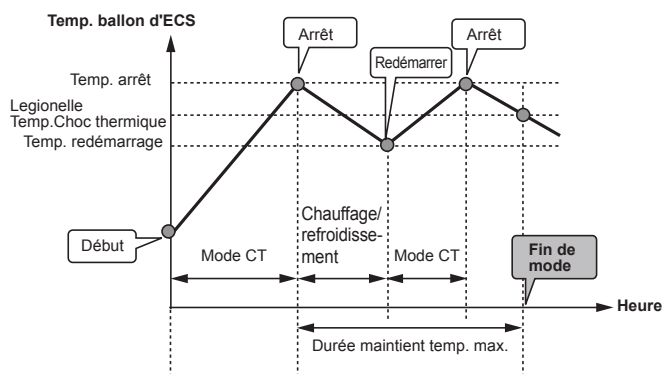 Temp. ballon d'ECS
Arrêt
Arrêt
Redémarrer
Temp. arrêt
Legionelle
Temp.Choc thermique
Temp. redémarrage
Début
Mode CT
Chauffage/
refroidisse-
ment
Mode CT
Fin de
mode
Heure
Durée maintient temp. max.